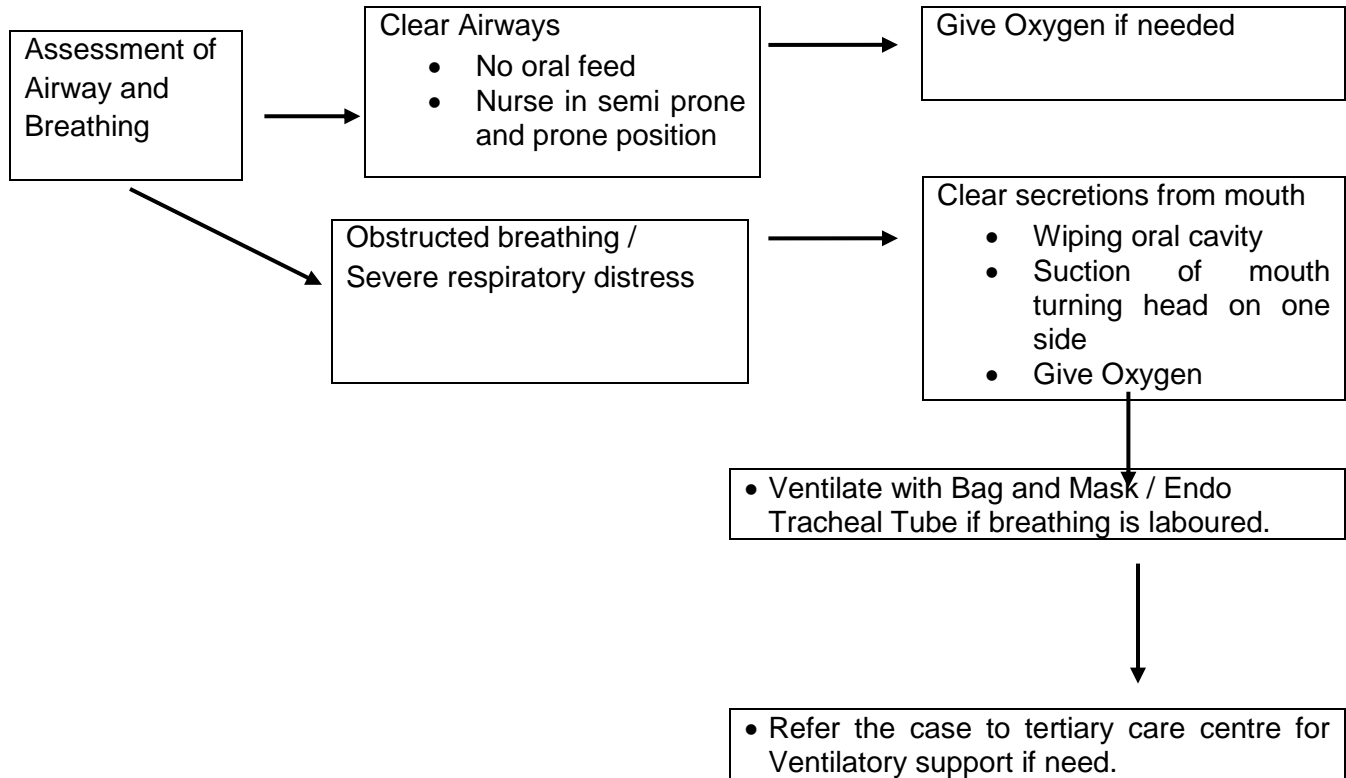 Assessment of
Airway and
Breathing
Clear Airways
• No oral feed
• Nurse in semi prone
and prone position
Give Oxygen if needed
Obstructed breathing /
Severe respiratory distress
Clear secretions from mouth
• Wiping oral cavity
• Suction of mouth
turning head on one
side
• Give Oxygen
• Ventilate with Bag and Mask / Endo
Tracheal Tube if breathing is laboured.
• Refer the case to tertiary care centre for
Ventilatory support if need.